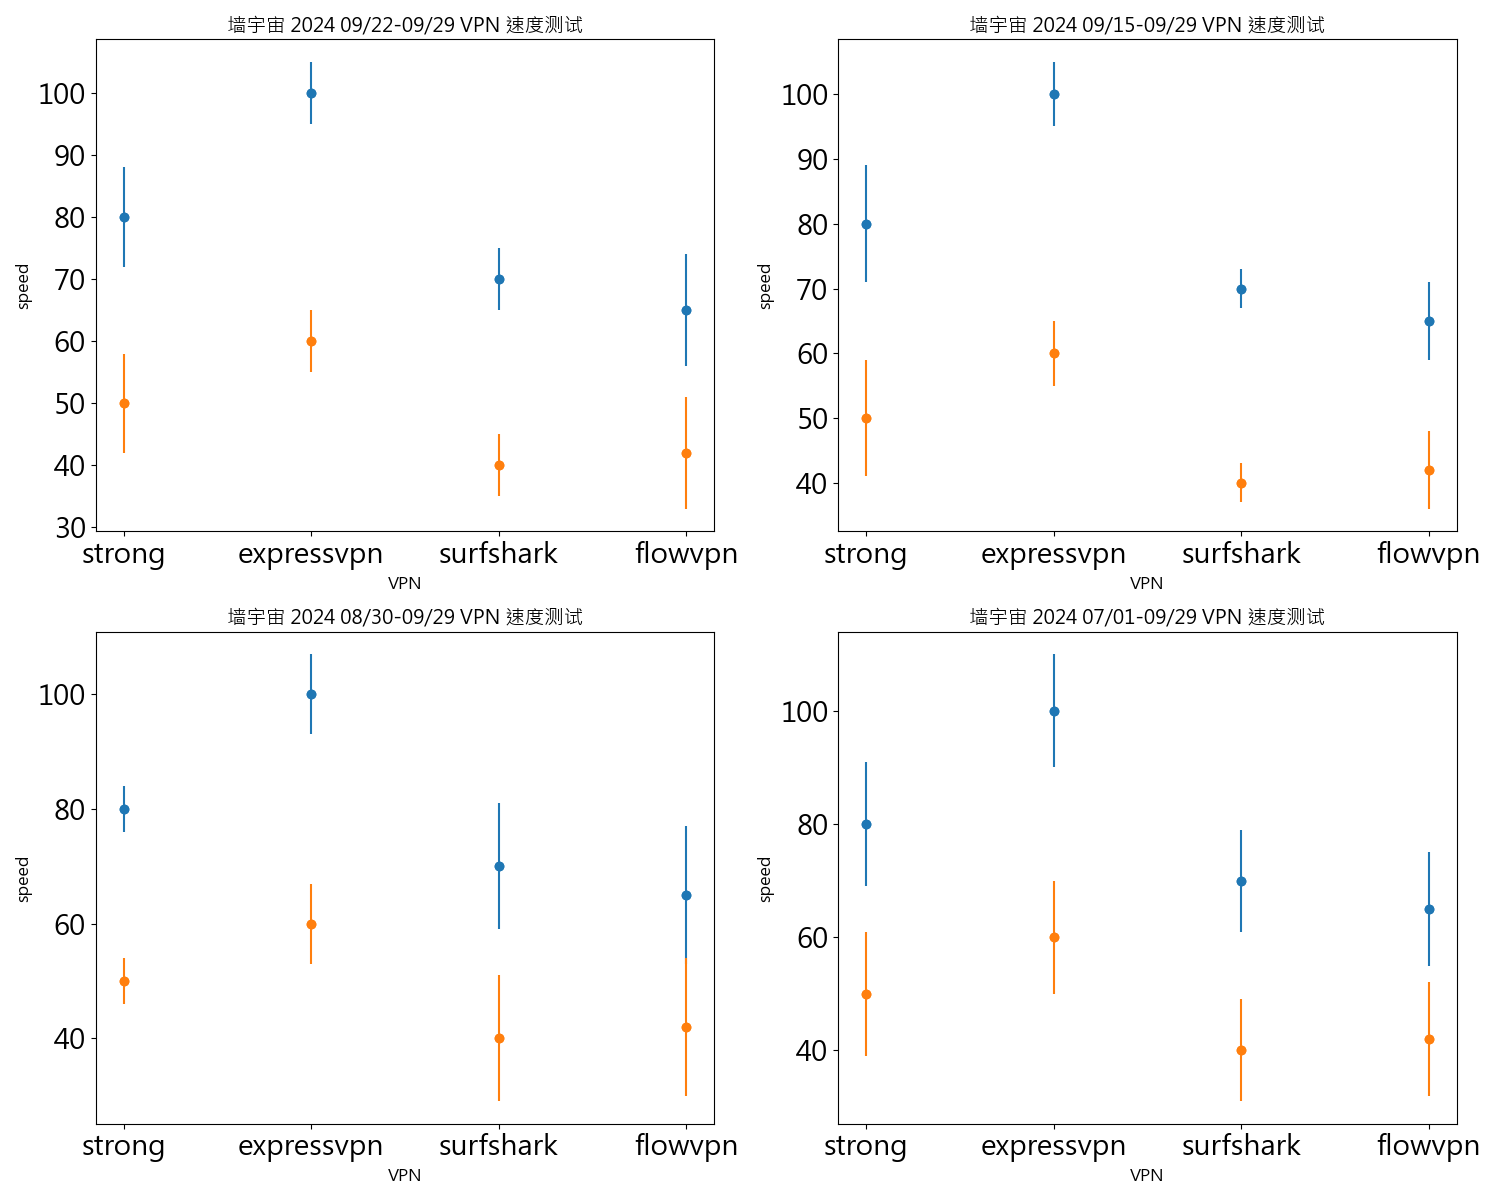 墙宇宙 2024 09/22-09/29 VPN 速度测试
100
90
80
70
60
50
40
30
speed
strong expressvpn surfshark flowvpn
VPN
墙宇宙 2024 09/15-09/29 VPN 速度测试
100
90
80
70
60
50
40
speed
strong expressvpn surfshark flowvpn
VPN
墙宇宙 2024 08/30-09/29 VPN 速度测试
100
80
60
40
speed
strong expressvpn surfshark flowvpn
VPN
墙宇宙 2024 07/01-09/29 VPN 速度测试
100
80
60
40
speed
strong expressvpn surfshark flowvpn
VPN